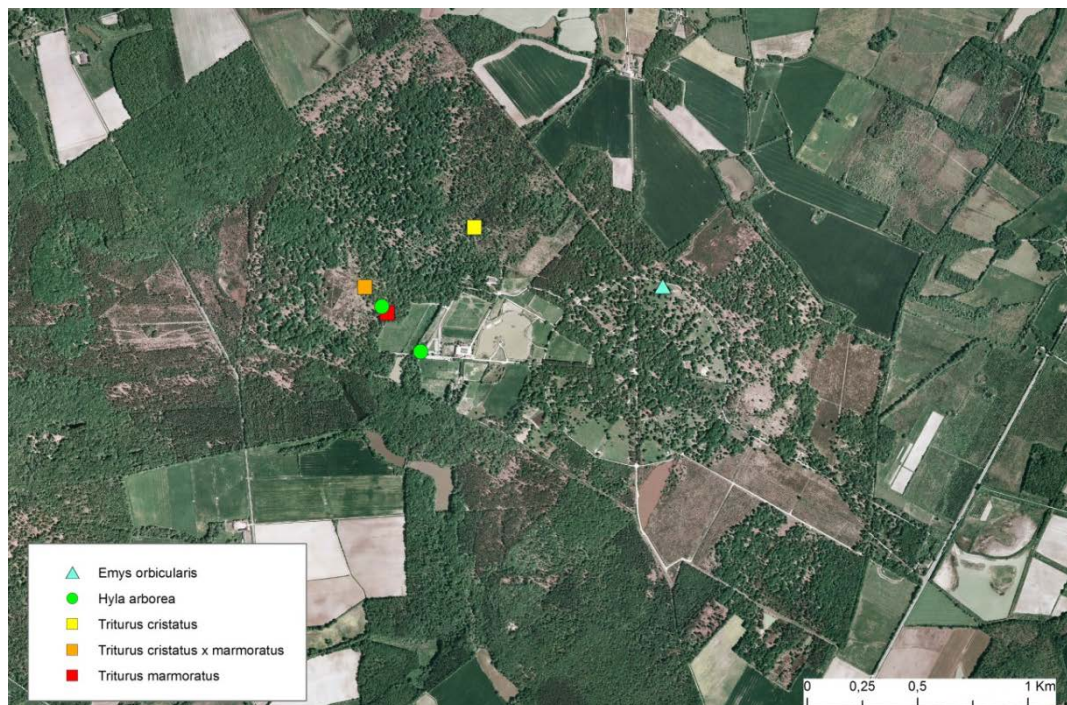 Emys orbicularis
Hyla arborea
Triturus cristatus
Triturus cristatus x marmoratus
Triturus marmoratus
0 0,25 0,5 1 Km